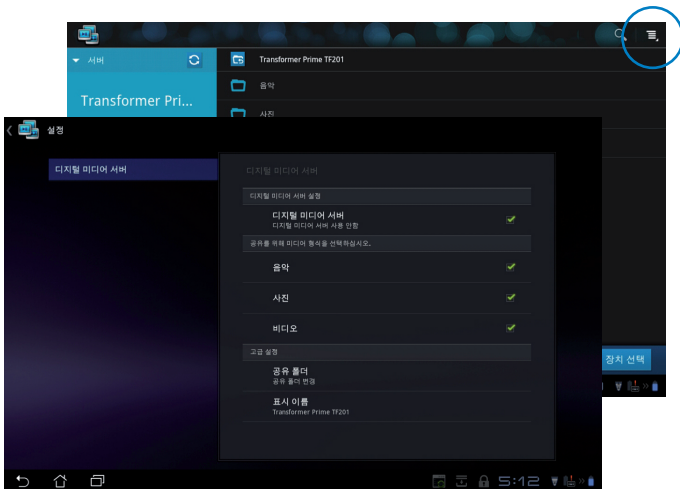 서버
Transformer Prime TF201
음악
Transformer Pri...
사진
설정
디지털 미디어 서버
디지털 미디어 서버
디지털 미디어 서버 설정
디지털 미디어 서버
디지털 미디어 서버 사용 안함
공유를 위해 미디어 형식을 선택하십시오.
음악
사진
비디오
고급 설정
공유 폴더
공유 폴더 변경
표시 이름
Transformer Prime TF201
장치 선택
5:12